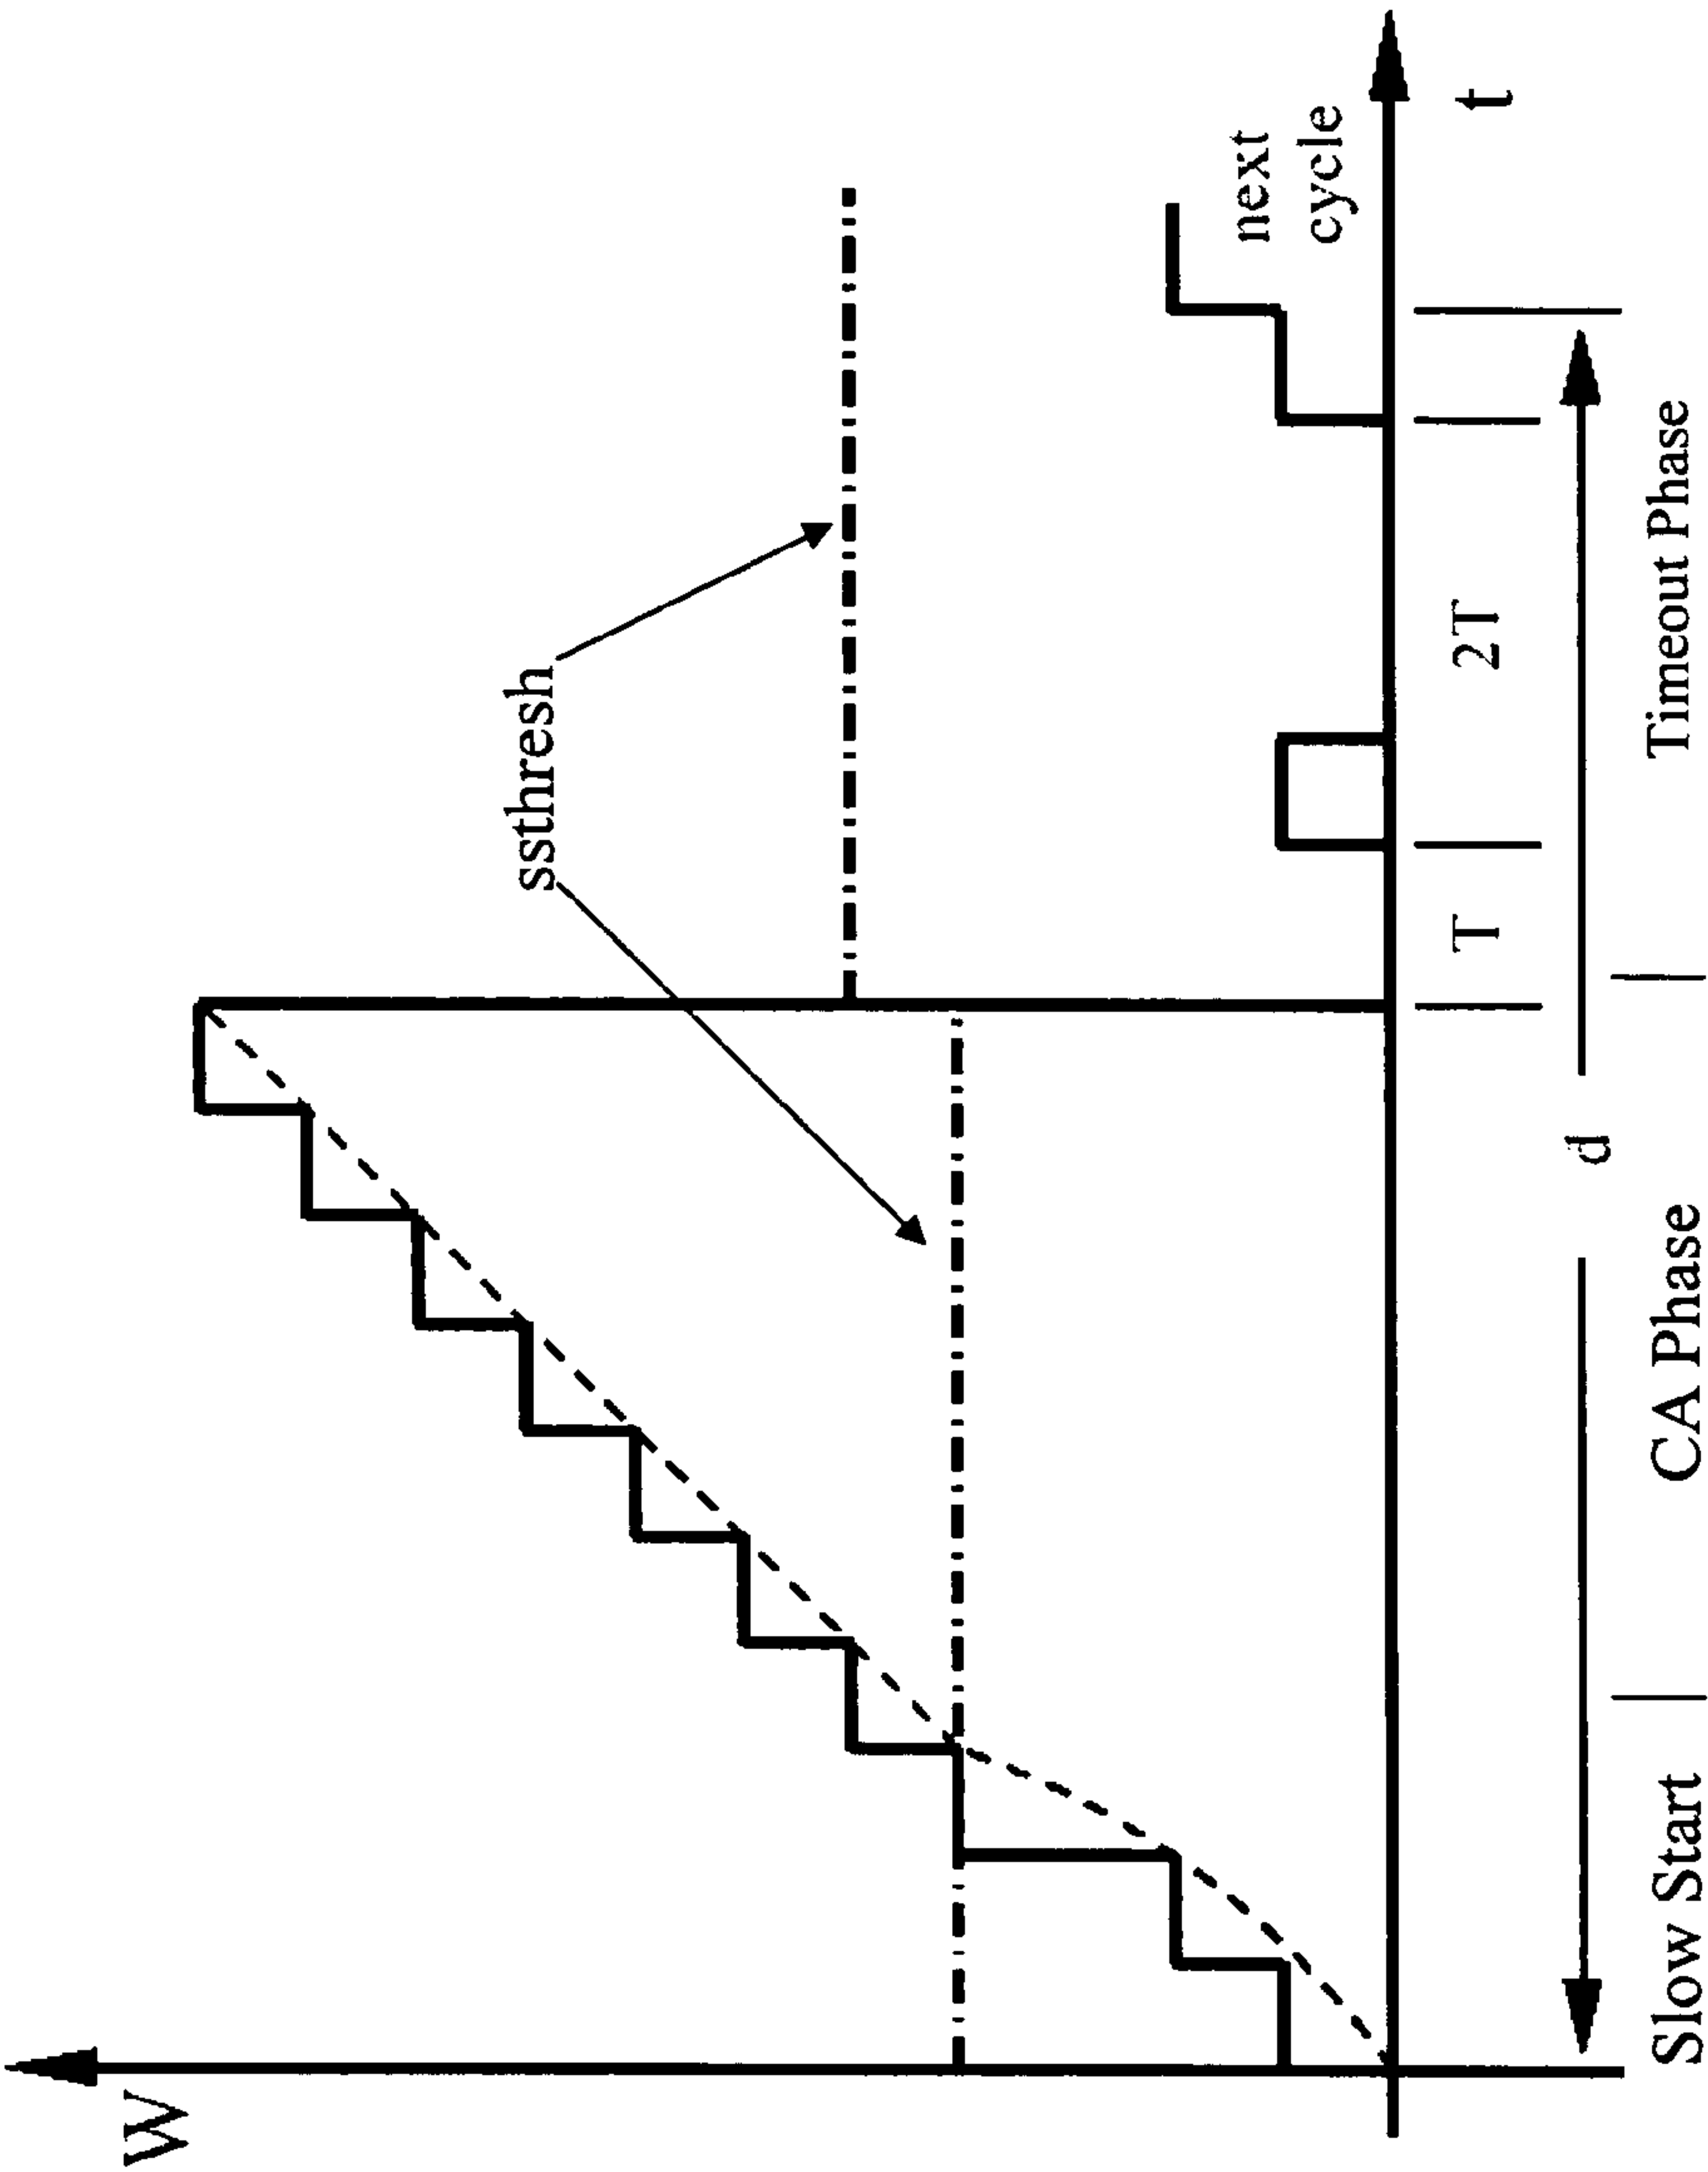 W
ssthresh
next
cycle
t
T
2T
d
Slow Start
CA Phase
Timeout Phase